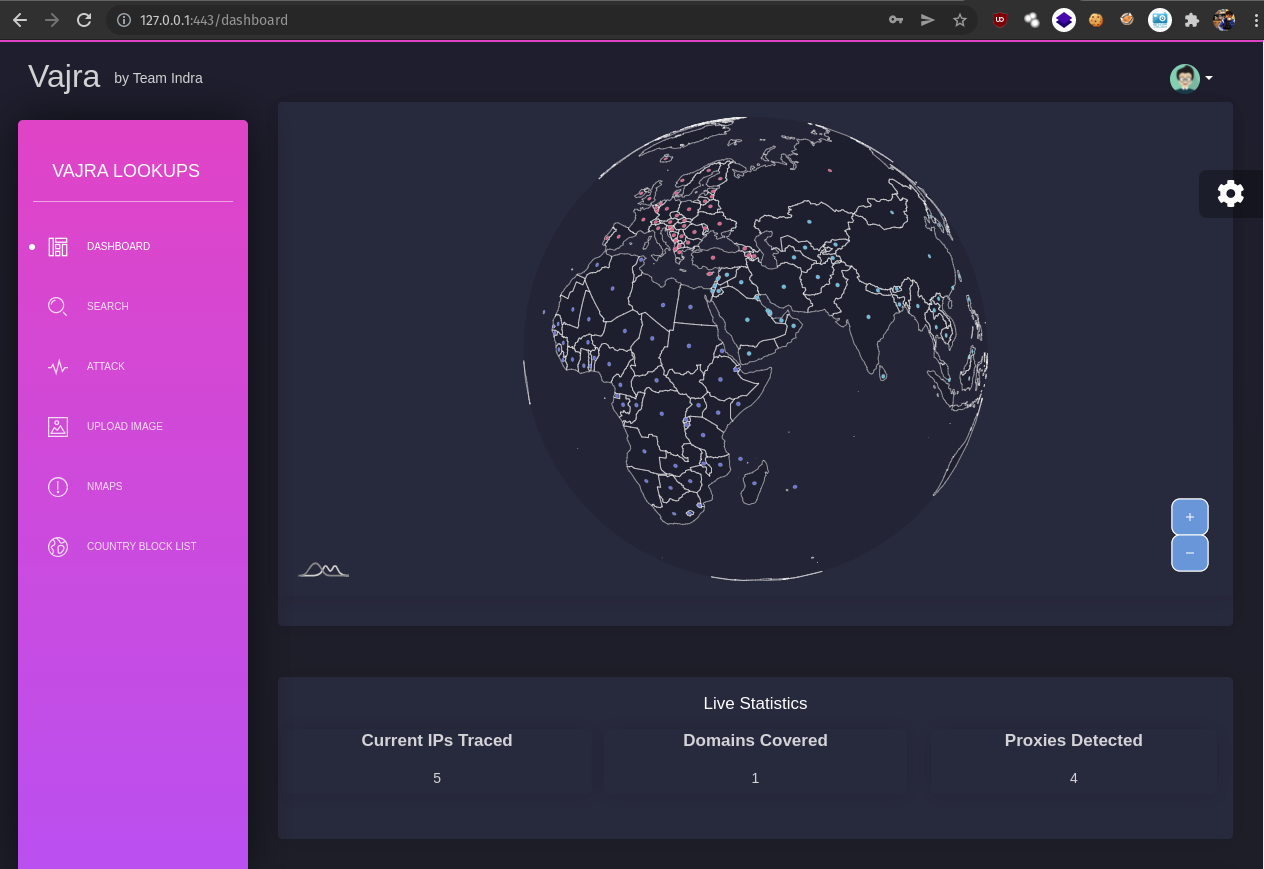 127.0.0.1:443/dashboard
Vajra by Team Indra
VAJRA LOOKUPS
DASHBOARD
SEARCH
ATTACK
UPLOAD IMAGE
NMAPS
COUNTRY BLOCK LIST
+
−
Live Statistics
Current IPs Traced Domains Covered Proxies Detected
5 1 4